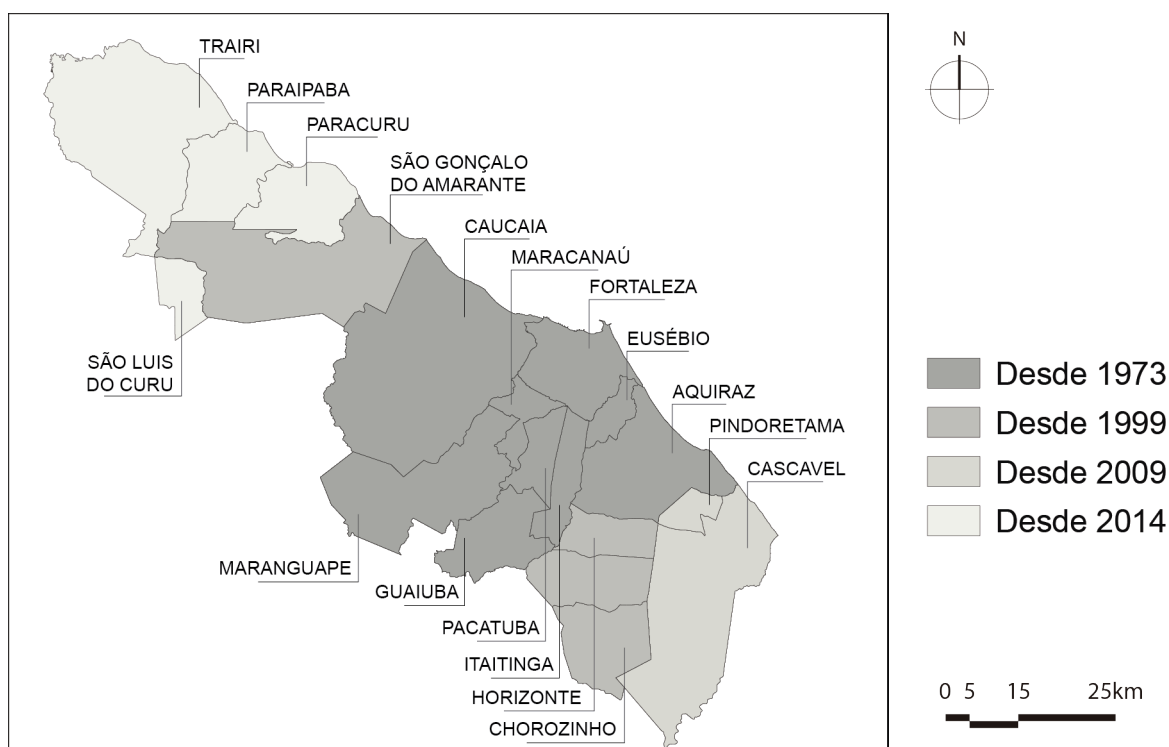 TRAIRI
PARAIPABA
PARACURU
SÃO GONÇALO
DO AMARANTE
CAUCAIA
MARACANAÚ
FORTALEZA
EUSÉBIO
AQUIRAZ
PINDORETAMA
CASCAVEL
SÃO LUIS
DO CURU
MARANGUAPE
GUAIUBA
PACATUBA
ITAITINGA
HORIZONTE
CHOROZINHO
N
Desde 1973
Desde 1999
Desde 2009
Desde 2014
0 5 15 25km